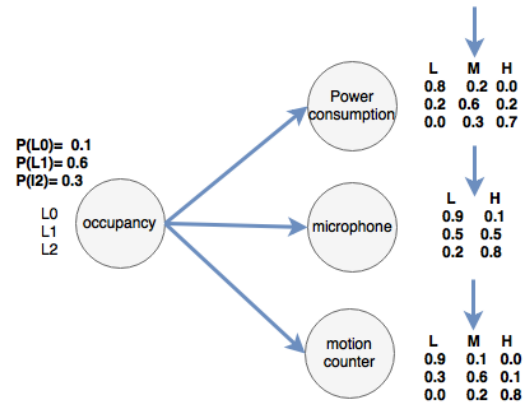 P(L0)= 0.1
P(L1)= 0.6
P(l2)= 0.3
L0
L1
L2
occupancy
Power
consumption
L M H
0.8 0.2 0.0
0.2 0.6 0.2
0.0 0.3 0.7
microphone
L H
0.9 0.1
0.5 0.5
0.2 0.8
motion
counter
L M H
0.9 0.1 0.0
0.3 0.6 0.1
0.0 0.2 0.8